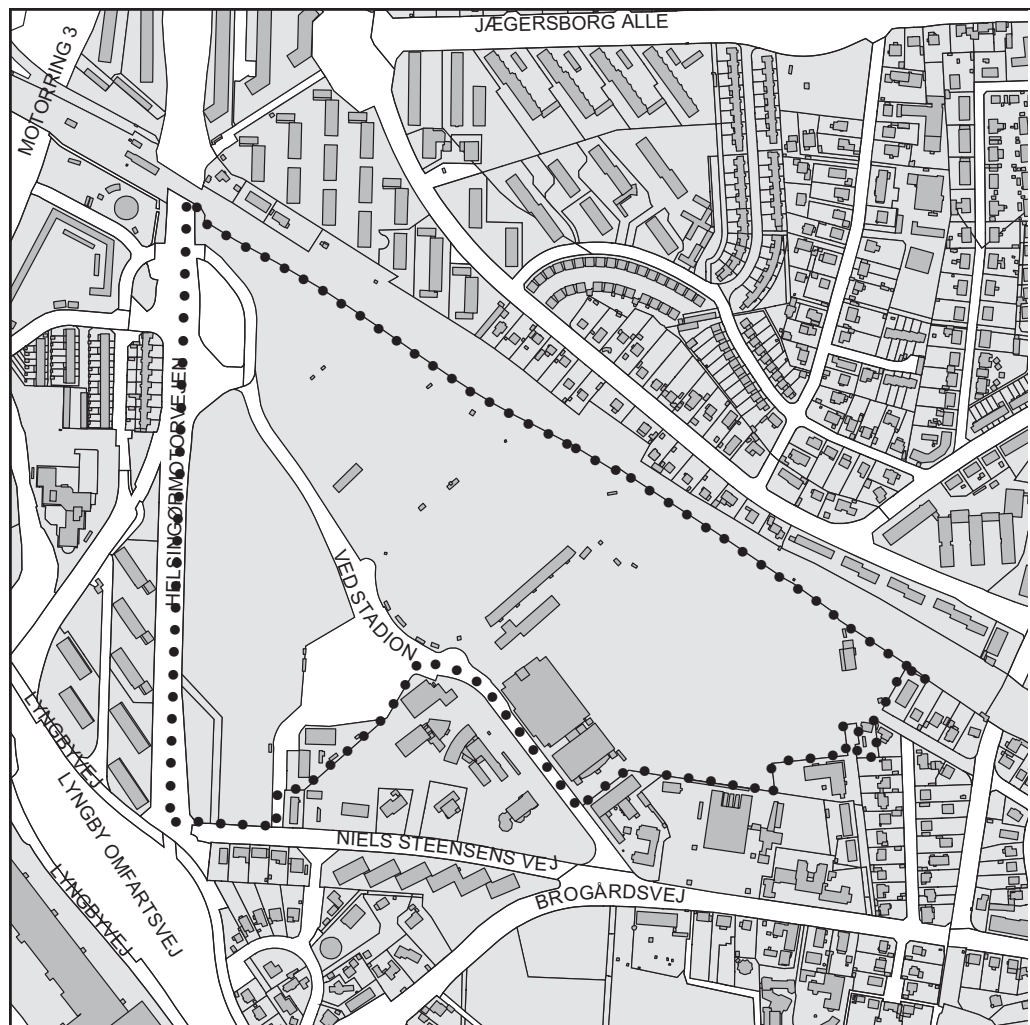 JÆGERSBORG ALLE
MOTORRING 3
HELSINGØRMOTORVEJEN
VED STADION
LYNGBYVEJ
LYNGBY OMFARTSVEJ
LYNGBYVEJ
NIELS STEENSENS VEJ
BROGÅRDSVEJ